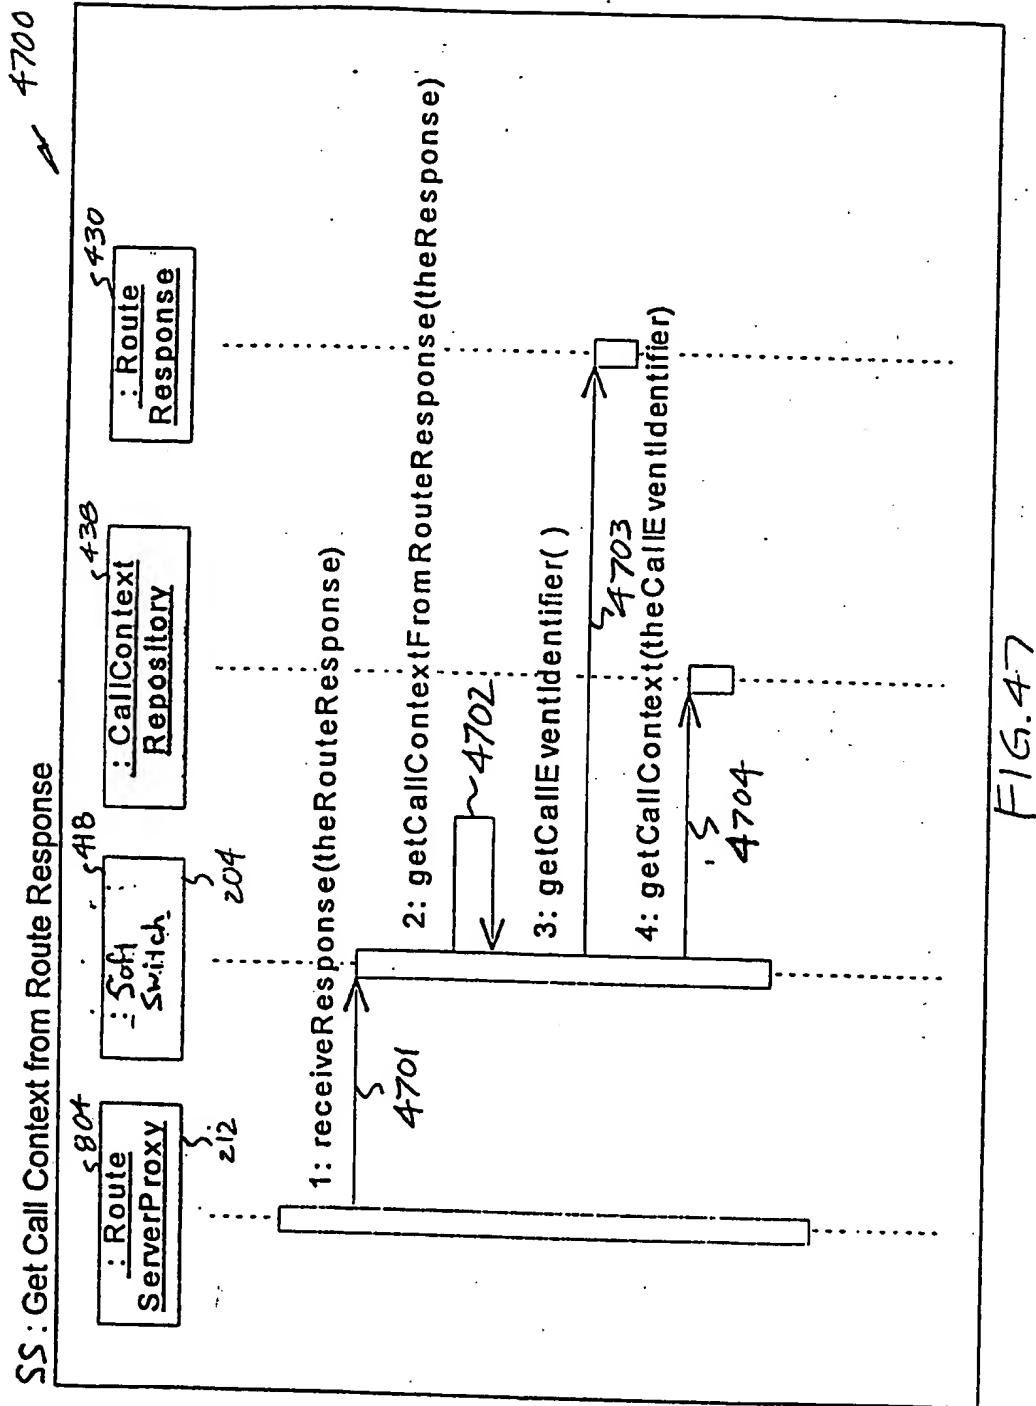 SS : Get Call Context from Route Response
4700
804
: Route
ServerProxy
212
418
: Soft
Switch
204
438
: CallContext
Repository
430
: Route
Response
1: receiveResponse(theRouteResponse)
4701
2: getCallContextFromRouteResponse(theResponse)
4702
3: getCallEventIdentifier( )
4703
4: getCallContext(theCallEventIdentifier)
4704
FIG. 47